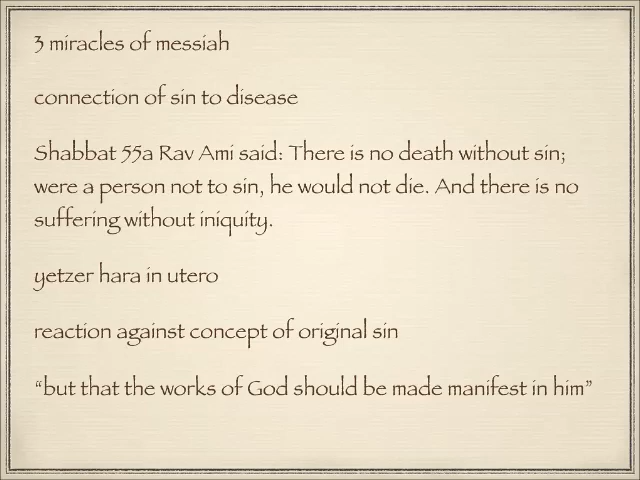 3 miracles of messiah
connection of sin to disease
Shabbat 55a Rav Ami said: There is no death without sin;
were a person not to sin, he would not die. And there is no
suffering without iniquity.
yetzer hara in utero
reaction against concept of original sin
“but that the works of God should be made manifest in him”